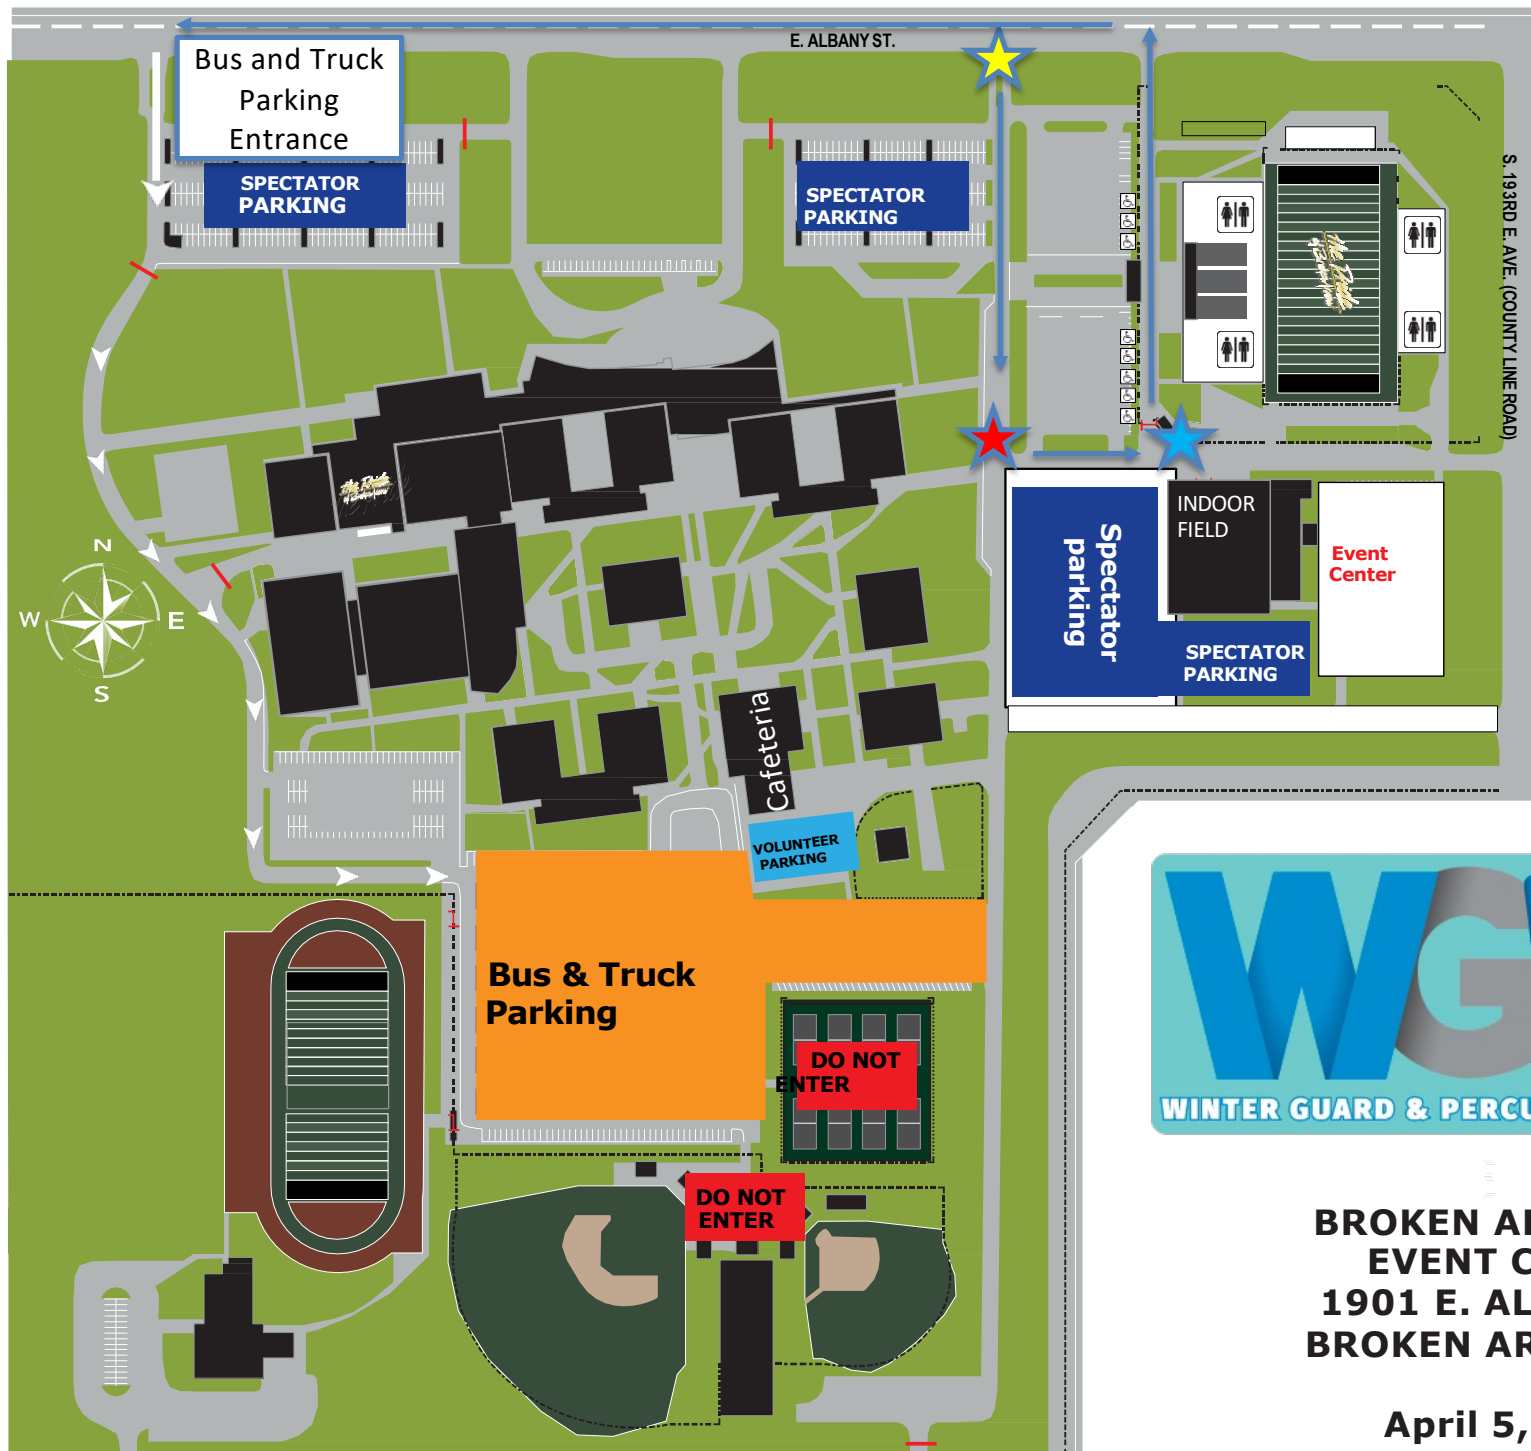 E. ALBANY ST.
Bus and Truck
Parking
Entrance
SPECTATOR
PARKING
SPECTATOR
PARKING
S. 193RD E. AVE. (COUNTY LINE ROAD)
INDOOR
FIELD
Event
Center
Spectator
parking
SPECTATOR
PARKING
N
W
E
S
Cafeteria
VOLUNTEER
PARKING
Bus & Truck
Parking
DO NOT
ENTER
DO NOT
ENTER
WG
WINTER GUARD & PERCU
BROKEN A
EVENT C
1901 E. AL
BROKEN AR
April 5,